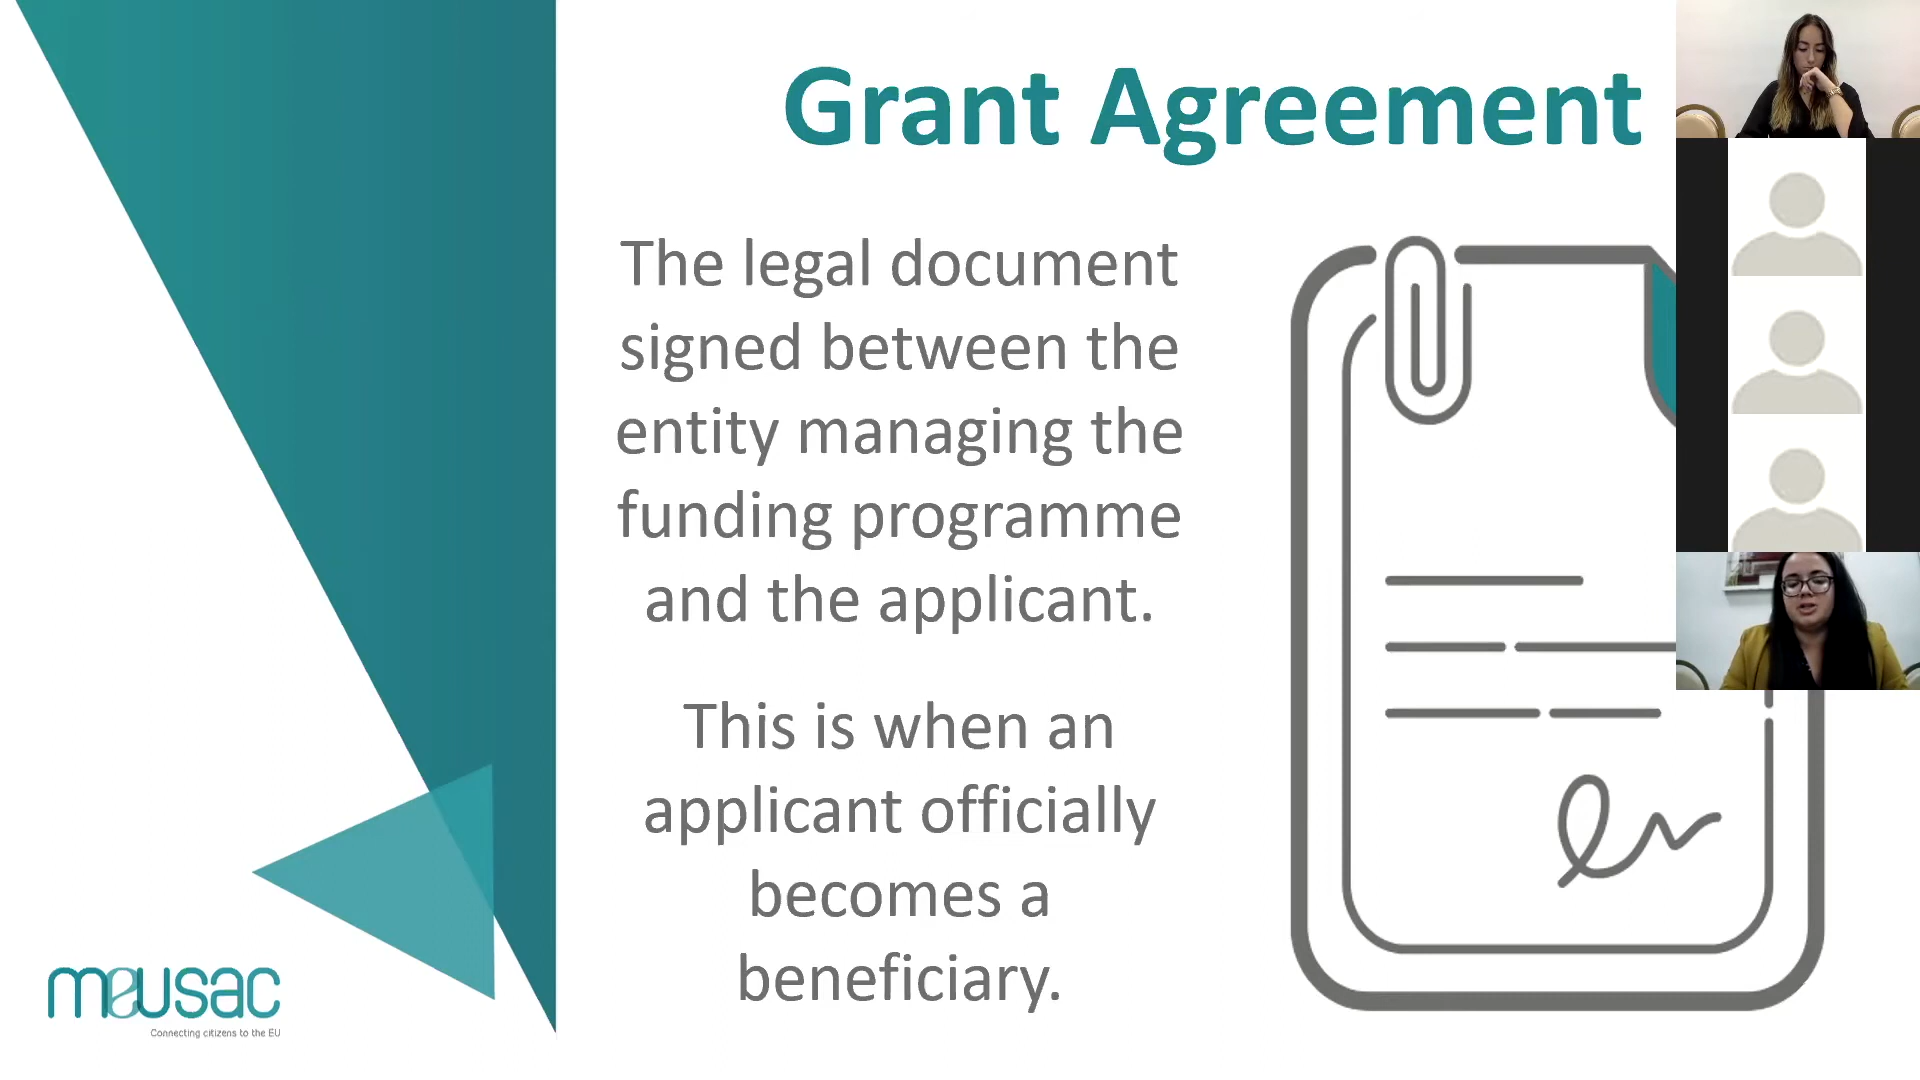 Grant Agreement
The legal document
signed between the
entity managing the
funding programme
and the applicant.
This is when an
applicant officially
becomes a
beneficiary.
meusac
Connecting citizens to the EU